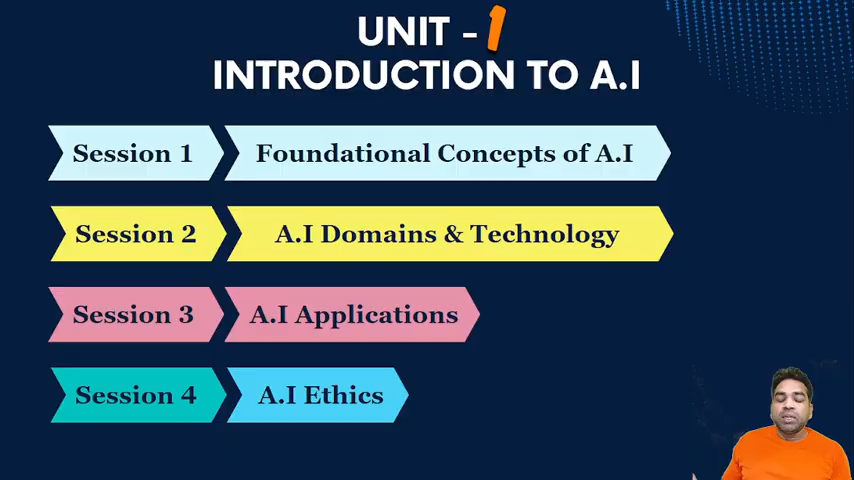 UNIT - 1
INTRODUCTION TO A.I
Session 1 Foundational Concepts of A.I
Session 2 A.I Domains & Technology
Session 3 A.I Applications
Session 4 A.I Ethics